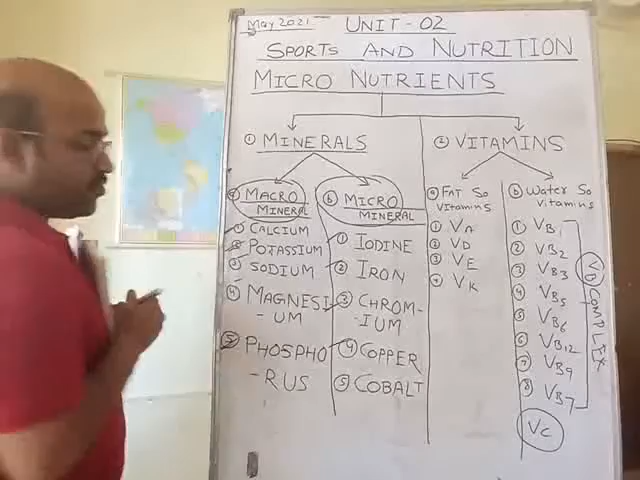 May 2021
UNIT - 02
SPORTS AND NUTRITION
MICRO NUTRIENTS
① MINERALS
② VITAMINS
ⓐ MACRO MINERAL
① CALCIUM
② POTASSIUM
③ SODIUM
④ MAGNESI-UM
⑤ PHOSPHO-RUS
ⓑ MICRO MINERAL
① IODINE
② IRON
③ CHROM-IUM
④ COPPER
⑤ COBALT
ⓐ FAT SO VITAMINS
① VA
② VD
③ VE
④ VK
ⓑ WATER SO VITAMINS
① VB1
② VB2
③ VB3
④ VB5
⑤ VB6
⑥ VB12
⑦ VB9
⑧ VB7
VC
COMPLEX